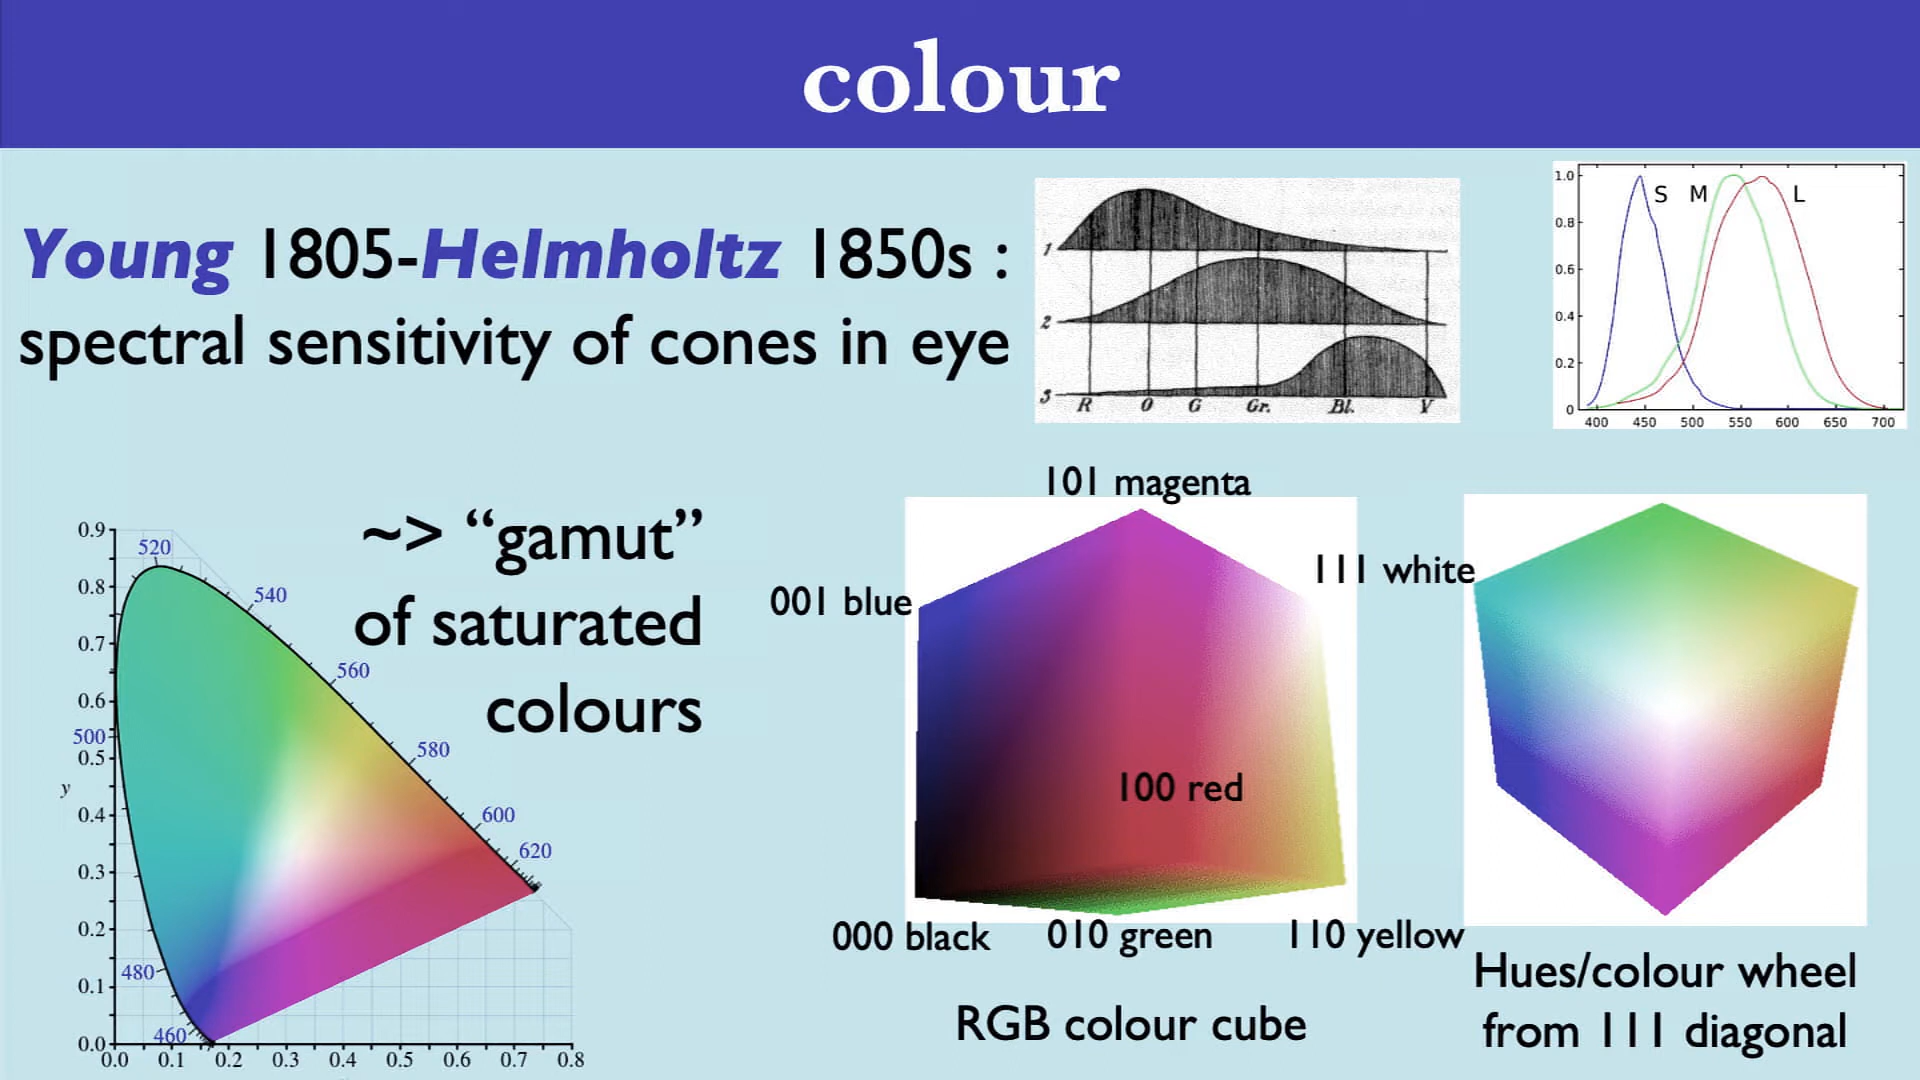 colour
Young 1805-Helmholtz 1850s :
spectral sensitivity of cones in eye
1
2
3
R O G Gr. Bl. V
1.0
0.8
0.6
0.4
0.2
0
S M L
400 450 500 550 600 650 700
~> “gamut”
of saturated
colours
0.9
0.8
0.7
0.6
0.5
0.4
0.3
0.2
0.1
0.0
y
520
540
560
500
580
600
620
480
460
0.0 0.1 0.2 0.3 0.4 0.5 0.6 0.7 0.8
101 magenta
001 blue
111 white
100 red
000 black
010 green
110 yellow
RGB colour cube
Hues/colour wheel
from 111 diagonal